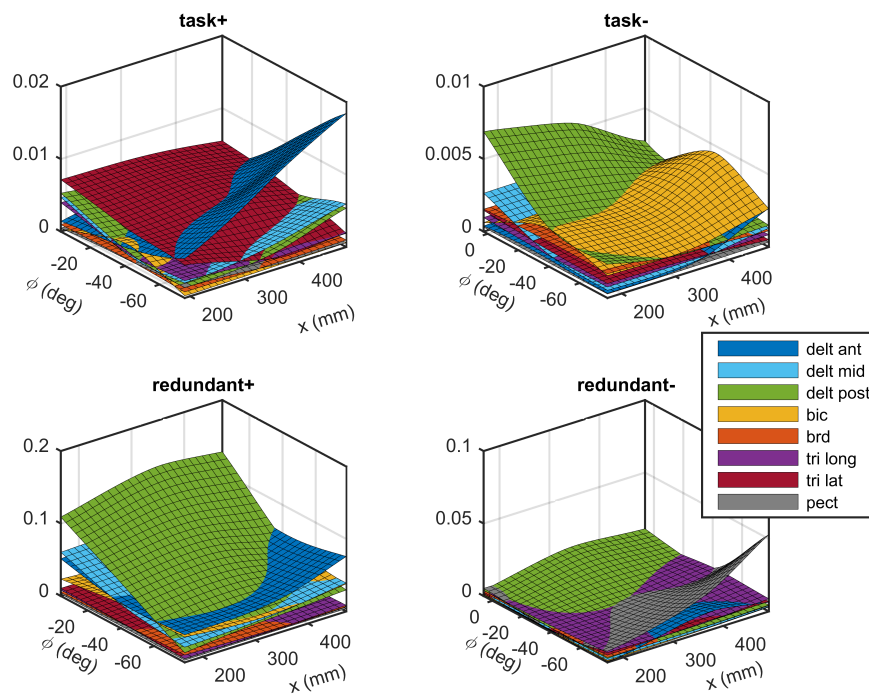 task+
0.02
0.01
0
-20
-40
-60
ϕ (deg)
200
300
400
x (mm)
task-
0.01
0.005
0
0
-20
-40
-60
ϕ (deg)
200
300
400
x (mm)
delt ant
delt mid
delt post
bic
brd
tri long
tri lat
pect
redundant+
0.2
0.1
0
-20
-40
-60
ϕ (deg)
200
300
400
x (mm)
redundant-
0.1
0.05
0
0
-20
-40
-60
ϕ (deg)
200
300
400
x (mm)